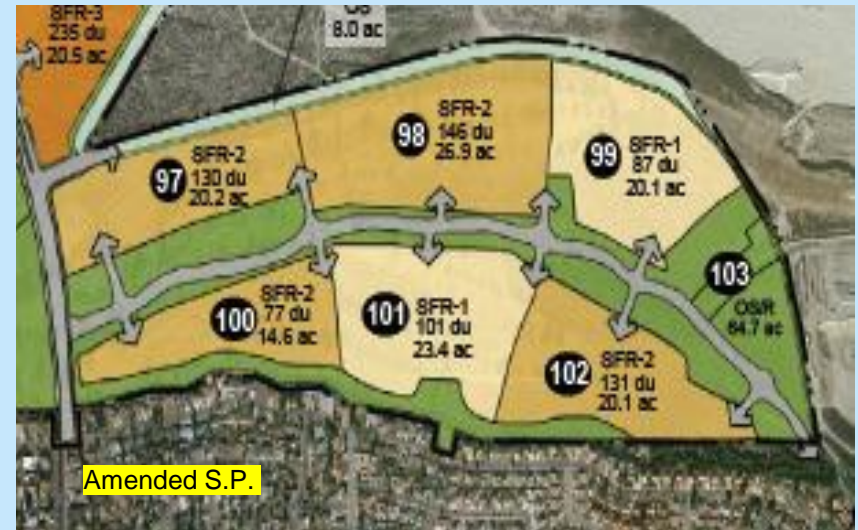 SFR-3
235 du
20.5 ac
OS
8.0 ac
97
SFR-2
130 du
20.2 ac
98
SFR-2
146 du
26.9 ac
99
SFR-1
87 du
20.1 ac
100
SFR-2
77 du
14.6 ac
101
SFR-1
101 du
23.4 ac
102
SFR-2
131 du
20.1 ac
103
OS/R
64.7 ac
Amended S.P.